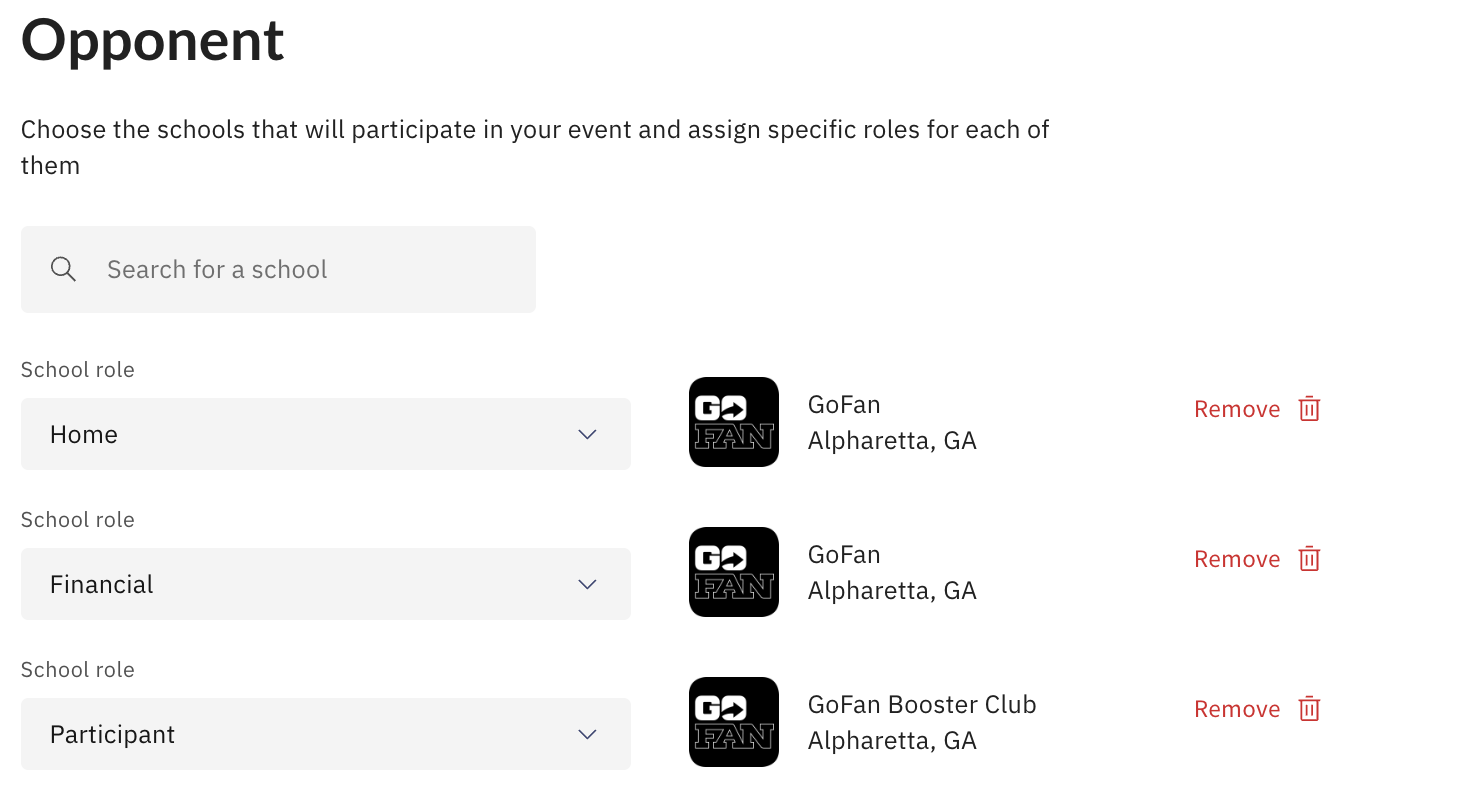 Opponent
Choose the schools that will participate in your event and assign specific roles for each of
them
Search for a school
School role
Home
GO
FAN
GoFan
Alpharetta, GA
Remove
School role
Financial
GO
FAN
GoFan
Alpharetta, GA
Remove
School role
Participant
GO
FAN
GoFan Booster Club
Alpharetta, GA
Remove